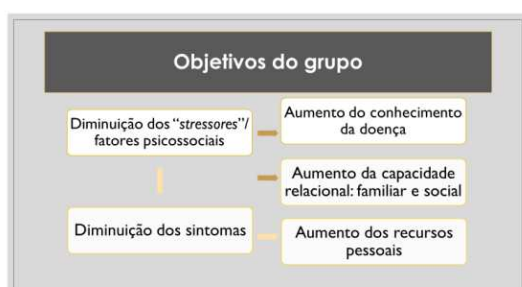 Objetivos do grupo
Diminuição dos “stressores”/
fatores psicossociais
Aumento do conhecimento
da doença
Aumento da capacidade
relacional: familiar e social
Diminuição dos sintomas
Aumento dos recursos
pessoais